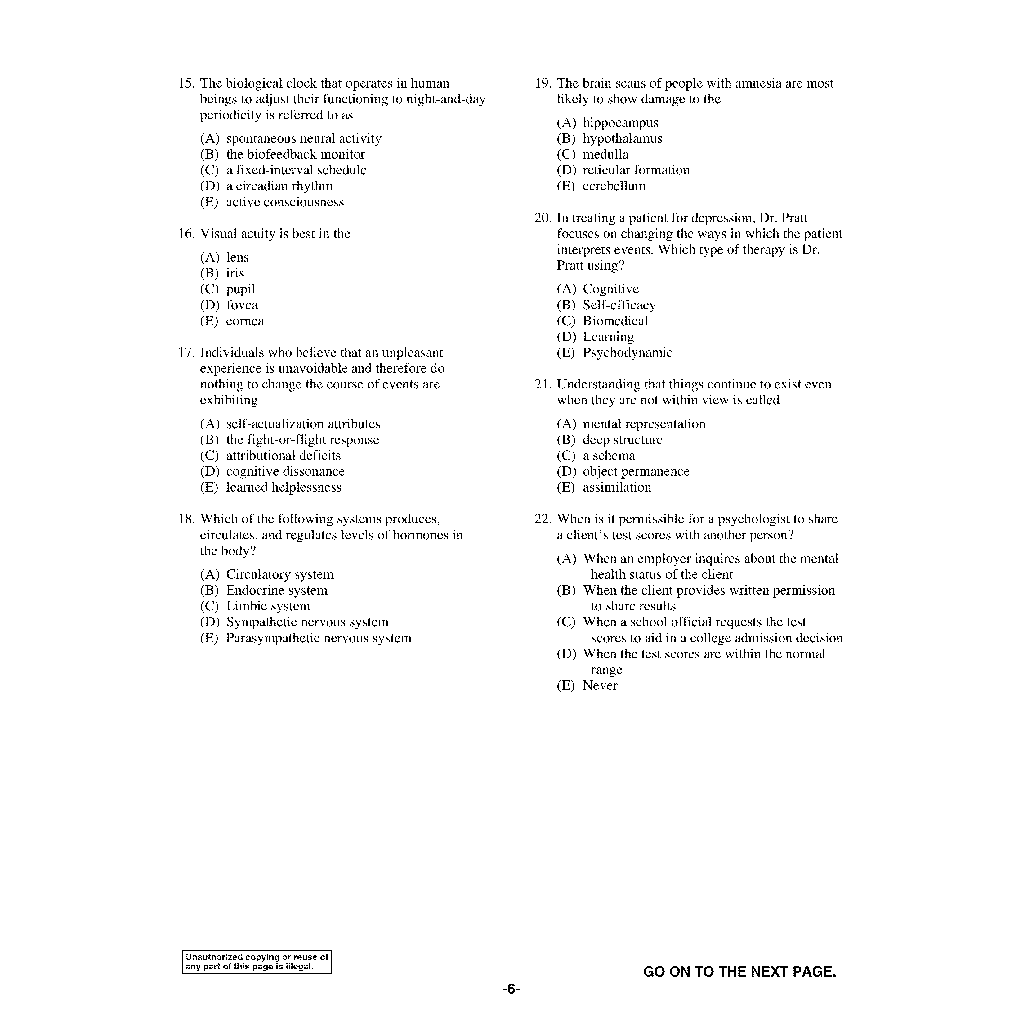 15. The biological clock that operates in human
beings to adjust their functioning to night-and-day
periodicity is referred to as
(A) spontaneous neural activity
(B) the biofeedback monitor
(C) a fixed-interval schedule
(D) a circadian rhythm
(E) active consciousness
16. Visual acuity is best in the
(A) lens
(B) iris
(C) pupil
(D) fovea
(E) cornea
17. Individuals who believe that an unpleasant
experience is unavoidable and therefore do
nothing to change the course of events are
exhibiting
(A) self-actualization attributes
(B) the fight-or-flight response
(C) attributional deficits
(D) cognitive dissonance
(E) learned helplessness
18. Which of the following systems produces,
circulates, and regulates levels of hormones in
the body?
(A) Circulatory system
(B) Endocrine system
(C) Limbic system
(D) Sympathetic nervous system
(E) Parasympathetic nervous system
19. The brain scans of people with amnesia are most
likely to show damage to the
(A) hippocampus
(B) hypothalamus
(C) medulla
(D) reticular formation
(E) cerebellum
20. In treating a patient for depression, Dr. Pratt
focuses on changing the ways in which the patient
interprets events. Which type of therapy is Dr.
Pratt using?
(A) Cognitive
(B) Self-efficacy
(C) Biomedical
(D) Learning
(E) Psychodynamic
21. Understanding that things continue to exist even
when they are not within view is called
(A) mental representation
(B) deep structure
(C) a schema
(D) object permanence
(E) assimilation
22. When is it permissible for a psychologist to share
a client's test scores with another person?
(A) When an employer inquires about the mental
health status of the client
(B) When the client provides written permission
to share results
(C) When a school official requests the test
scores to aid in a college admission decision
(D) When the test scores are within the normal
range
(E) Never
Unauthorized copying or reuse of
any part of this page is illegal.
GO ON TO THE NEXT PAGE.
-6-